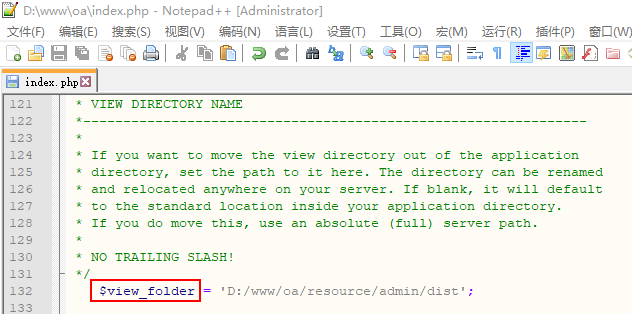 D:\www\oa\index.php - Notepad++ [Administrator]
文件(F) 编辑(E) 搜索(S) 视图(V) 编码(N) 语言(L) 设置(T) 工具(O) 宏(M) 运行(R) 插件(P) 窗口(W)
index.php
121 * VIEW DIRECTORY NAME
122 *---------------------------------------------------------------
123 *
124 * If you want to move the view directory out of the application
125 * directory, set the path to it here. The directory can be renamed
126 * and relocated anywhere on your server. If blank, it will default
127 * to the standard location inside your application directory.
128 * If you do move this, use an absolute (full) server path.
129 *
130 * NO TRAILING SLASH!
131 */
132 $view_folder = 'D:/www/oa/resource/admin/dist';
133